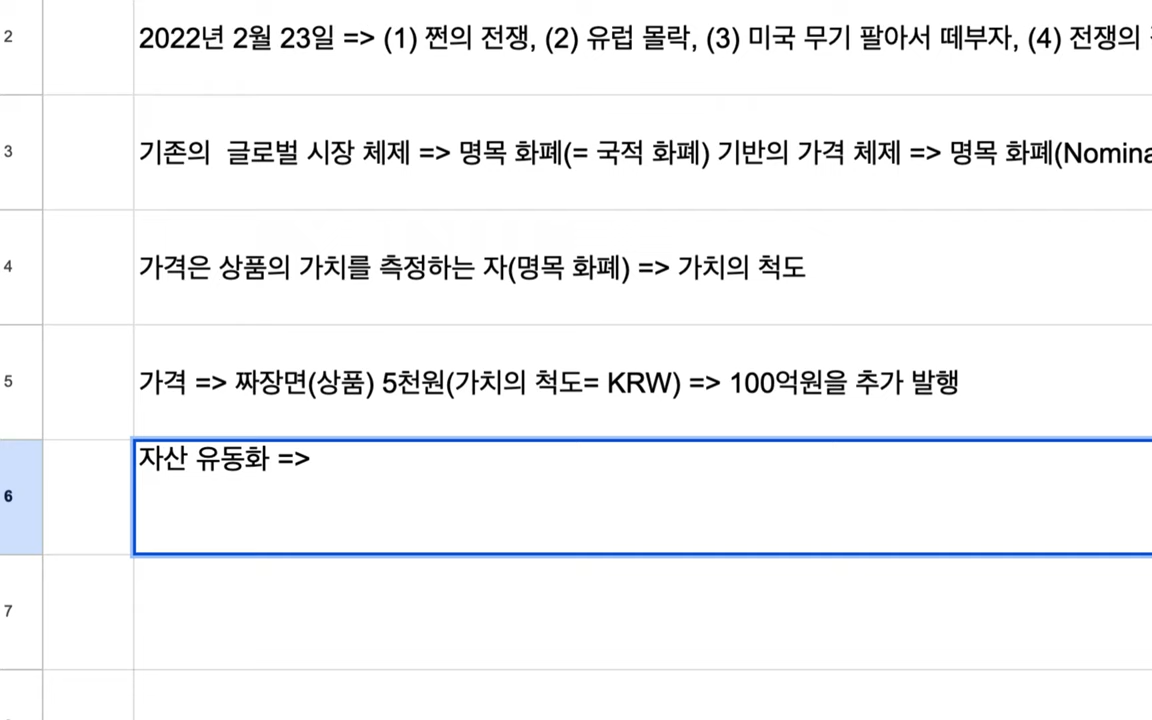 2
2022년 2월 23일 => (1) 쩐의 전쟁, (2) 유럽 몰락, (3) 미국 무기 팔아서 떼부자, (4) 전쟁의
3
기존의  글로벌 시장 체제 => 명목 화폐(= 국적 화폐) 기반의 가격 체제 => 명목 화폐(Nomina
4
가격은 상품의 가치를 측정하는 자(명목 화폐) => 가치의 척도
5
가격 => 짜장면(상품) 5천원(가치의 척도= KRW) => 100억원을 추가 발행
6
자산 유동화 =>
7